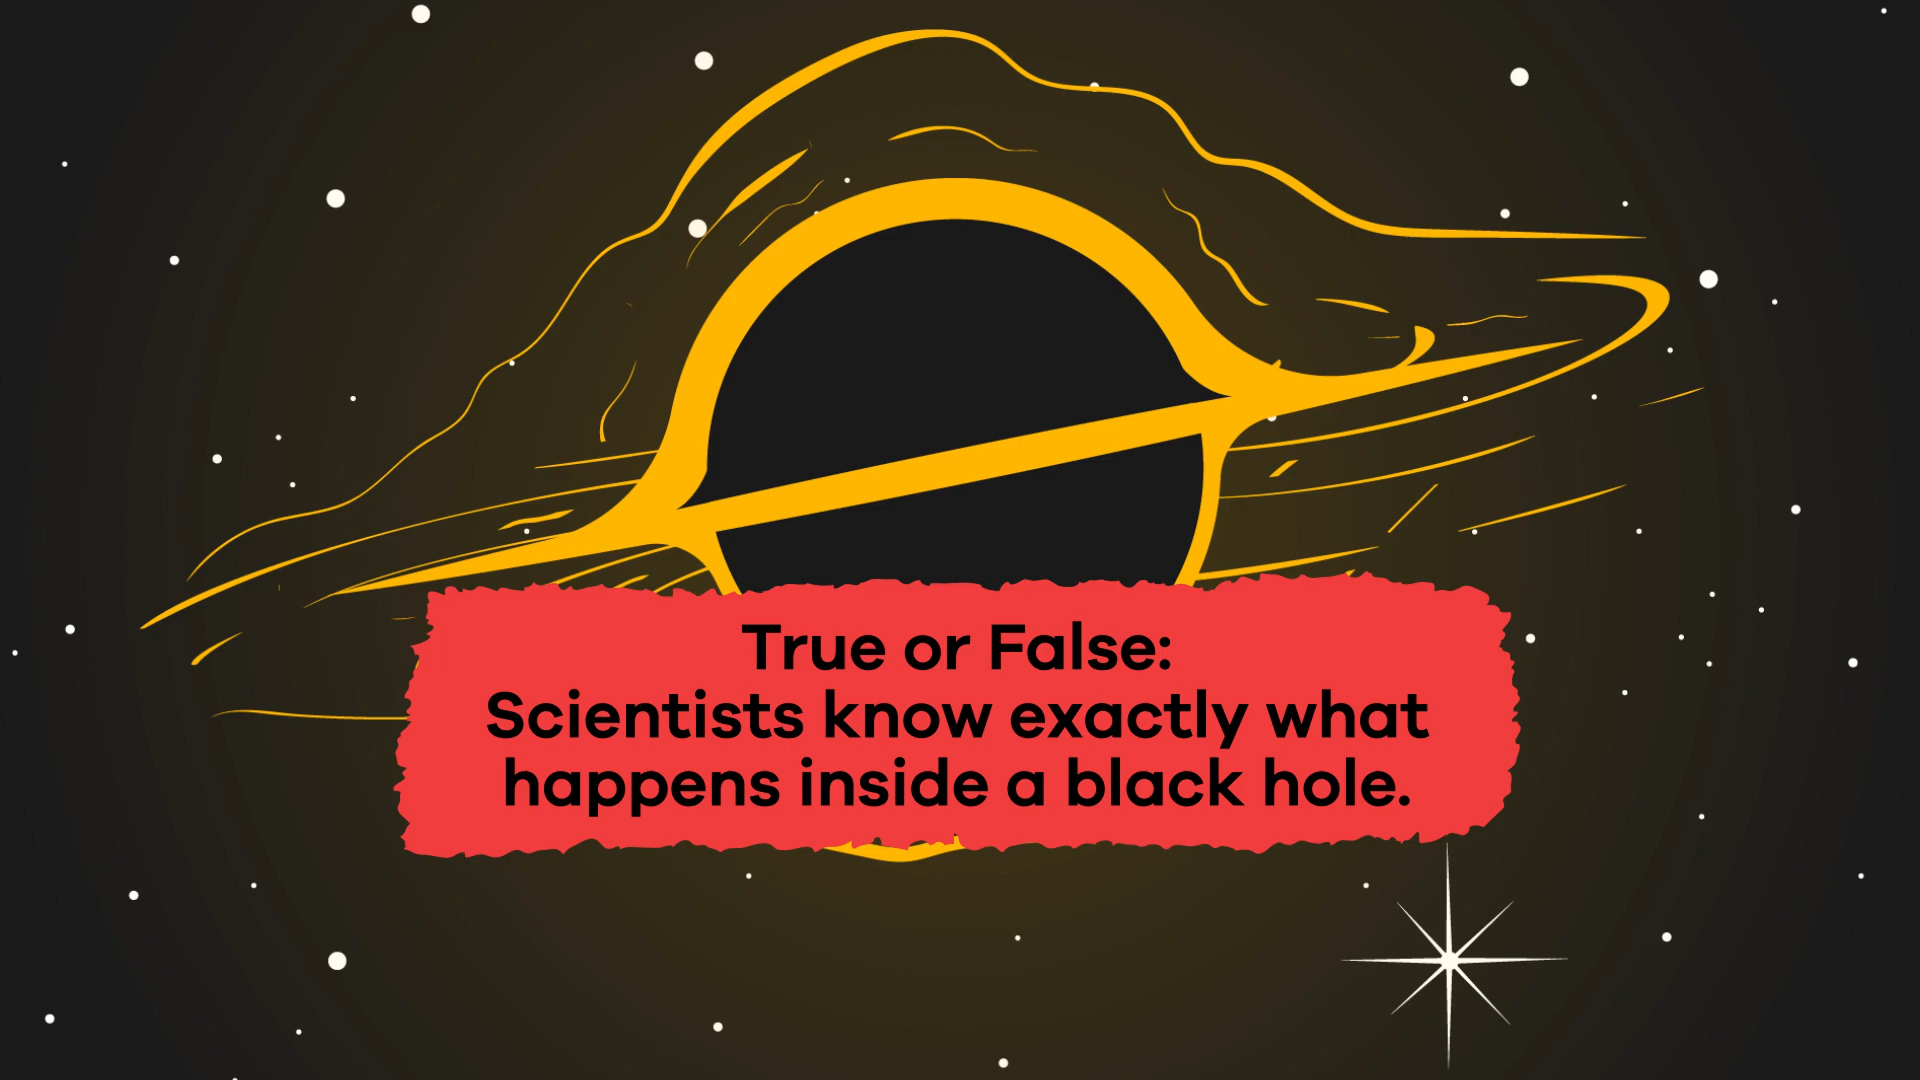 True or False:
Scientists know exactly what
happens inside a black hole.